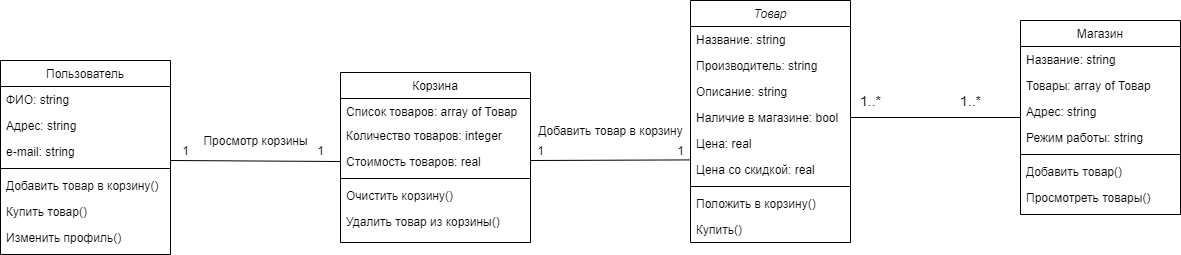 Пользователь
ФИО: string
Адрес: string
e-mail: string
Добавить товар в корзину()
Купить товар()
Изменить профиль()
Просмотр корзины
1
1
Корзина
Список товаров: array of Товар
Количество товаров: integer
Стоимость товаров: real
Очистить корзину()
Удалить товар из корзины()
Добавить товар в корзину
1
1
Товар
Название: string
Производитель: string
Описание: string
Наличие в магазине: bool
Цена: real
Цена со скидкой: real
Положить в корзину()
Купить()
1..*
1..*
Магазин
Название: string
Товары: array of Товар
Адрес: string
Режим работы: string
Добавить товар()
Просмотреть товары()